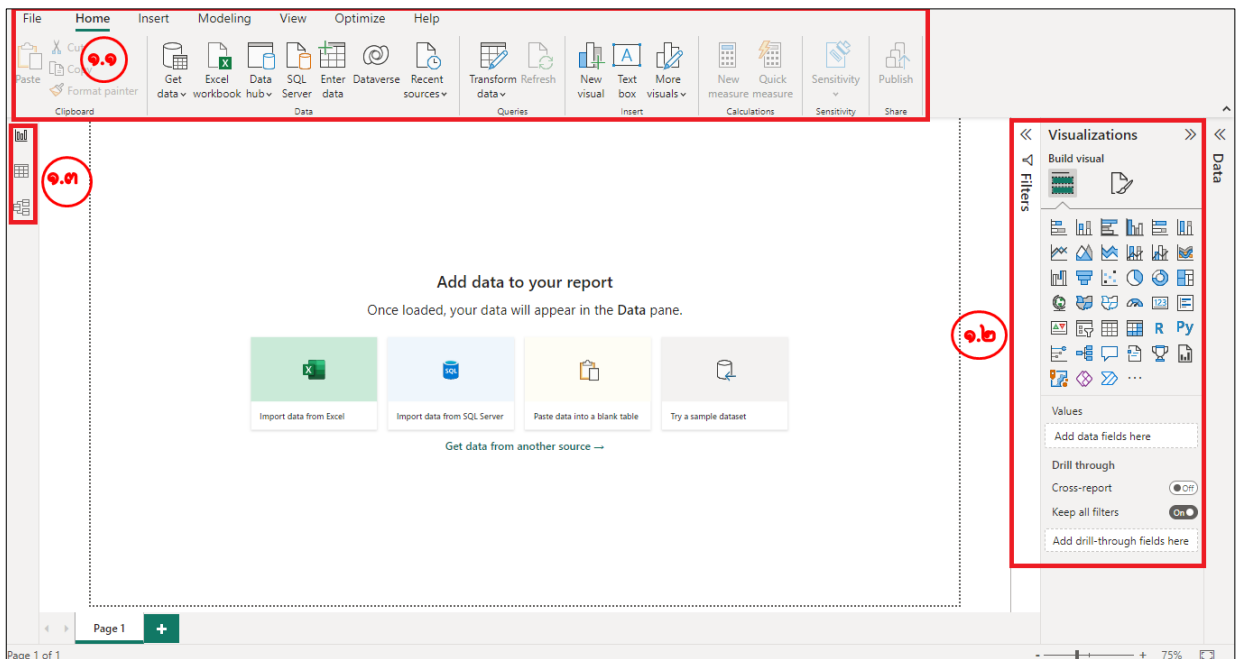 File Home Insert Modeling View Optimize Help
Paste
Cut
Copy
Format painter
Clipboard
๑.๑
Get data
Excel workbook
Data hub
SQL Server
Enter data
Dataverse
Recent sources
Data
Transform data
Refresh
Queries
New visual
Text box
More visuals
Insert
New measure
Quick measure
Calculations
Sensitivity
Sensitivity
Publish
Share
๑.๓
Add data to your report
Once loaded, your data will appear in the Data pane.
Import data from Excel
Import data from SQL Server
Paste data into a blank table
Try a sample dataset
Get data from another source →
๑.๒
Filters
Visualizations
Build visual
123
R Py
Values
Add data fields here
Drill through
Cross-report Off
Keep all filters On
Add drill-through fields here
Data
Page 1
Page 1 of 1
75%